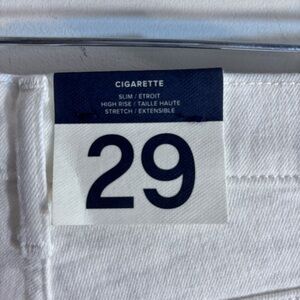 CIGARETTE
SLIM / ETROIT
HIGH RISE / TAILLE HAUTE
STRETCH / EXTENSIBLE
29